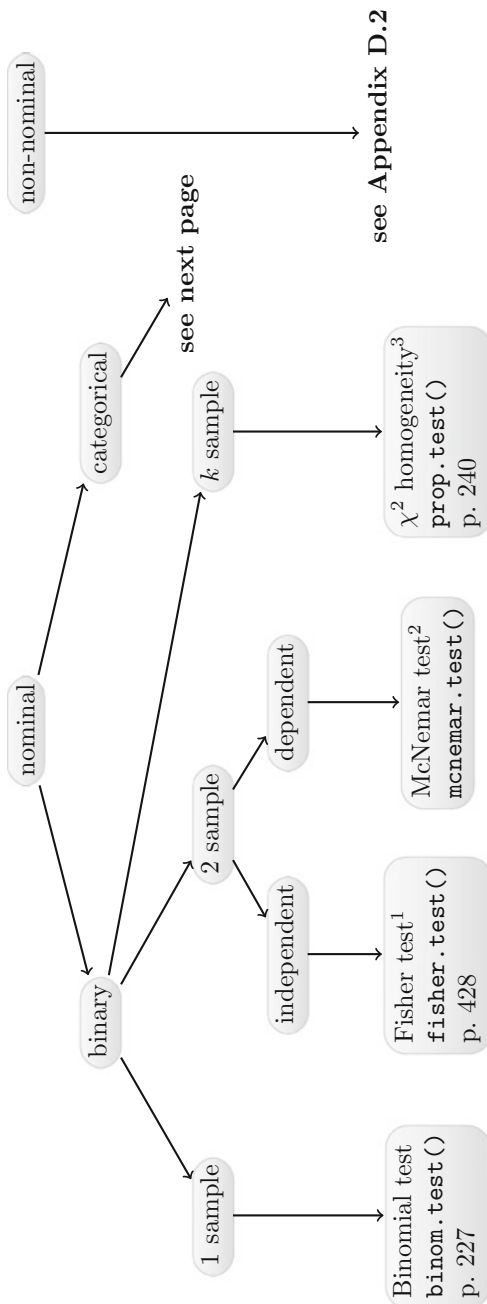 nominal
non-nominal
binary
categorical
see next page
1 sample
2 sample
k sample
independent
dependent
see Appendix D.2
Binomial test
binom.test()
p. 227
Fisher test¹
fisher.test()
p. 428
McNemar test²
mcnemar.test()
χ² homogeneity³
prop.test()
p. 240